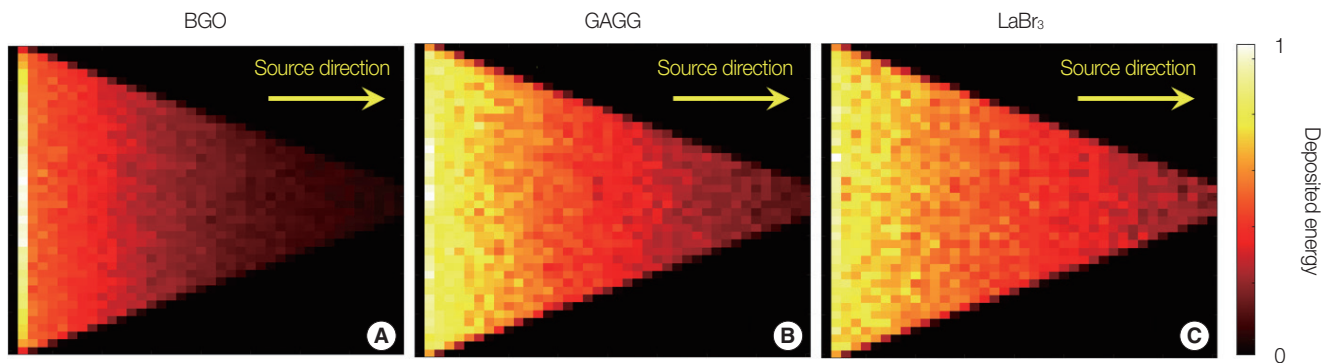 BGO
GAGG
LaBr₃
Source direction
Source direction
Source direction
A
B
C
1
0
Deposited energy